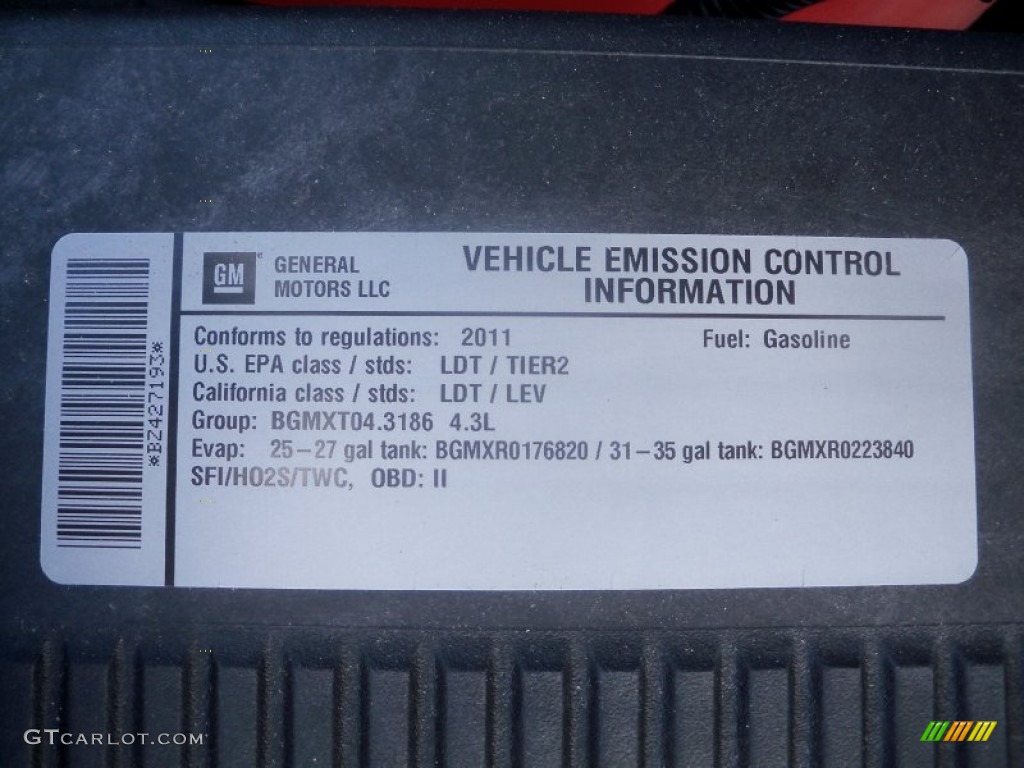 GM
GENERAL
MOTORS LLC
VEHICLE EMISSION CONTROL
INFORMATION
*BZ427193*
Conforms to regulations: 2011
Fuel: Gasoline
U.S. EPA class / stds: LDT / TIER2
California class / stds: LDT / LEV
Group: BGMXT04.3186 4.3L
Evap: 25–27 gal tank: BGMXR0176820 / 31–35 gal tank: BGMXR0223840
SFI/HO2S/TWC, OBD: II
GTCARLOT.COM